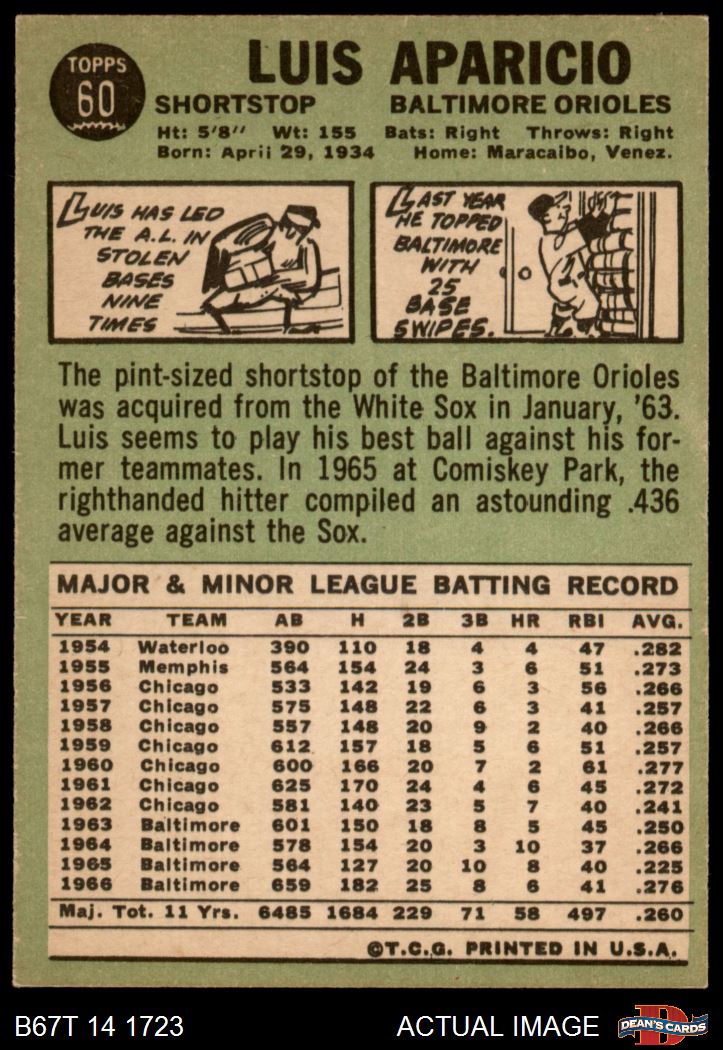 TOPPS
60
LUIS APARICIO
SHORTSTOP BALTIMORE ORIOLES
Ht: 5'8" Wt: 155 Bats: Right Throws: Right
Born: April 29, 1934 Home: Maracaibo, Venez.
LUIS HAS LED
THE A.L. IN
STOLEN
BASES
NINE
TIMES
LAST YEAR
HE TOPPED
BALTIMORE
WITH
25
BASE
SWIPES.
The pint-sized shortstop of the Baltimore Orioles
was acquired from the White Sox in January, '63.
Luis seems to play his best ball against his for-
mer teammates. In 1965 at Comiskey Park, the
righthanded hitter compiled an astounding .436
average against the Sox.
MAJOR & MINOR LEAGUE BATTING RECORD
YEAR TEAM AB H 2B 3B HR RBI AVG.
1954 Waterloo 390 110 18 4 4 47 .282
1955 Memphis 564 154 24 3 6 51 .273
1956 Chicago 533 142 19 6 3 56 .266
1957 Chicago 575 148 22 6 3 41 .257
1958 Chicago 557 148 20 9 2 40 .266
1959 Chicago 612 157 18 5 6 51 .257
1960 Chicago 600 166 20 7 2 61 .277
1961 Chicago 625 170 24 4 6 45 .272
1962 Chicago 581 140 23 5 7 40 .241
1963 Baltimore 601 150 18 8 5 45 .250
1964 Baltimore 578 154 20 3 10 37 .266
1965 Baltimore 564 127 20 10 8 40 .225
1966 Baltimore 659 182 25 8 6 41 .276
Maj. Tot. 11 Yrs. 6485 1684 229 71 58 497 .260
©T.C.G. PRINTED IN U.S.A.
B67T 14 1723 ACTUAL IMAGE
DEAN'S CARDS